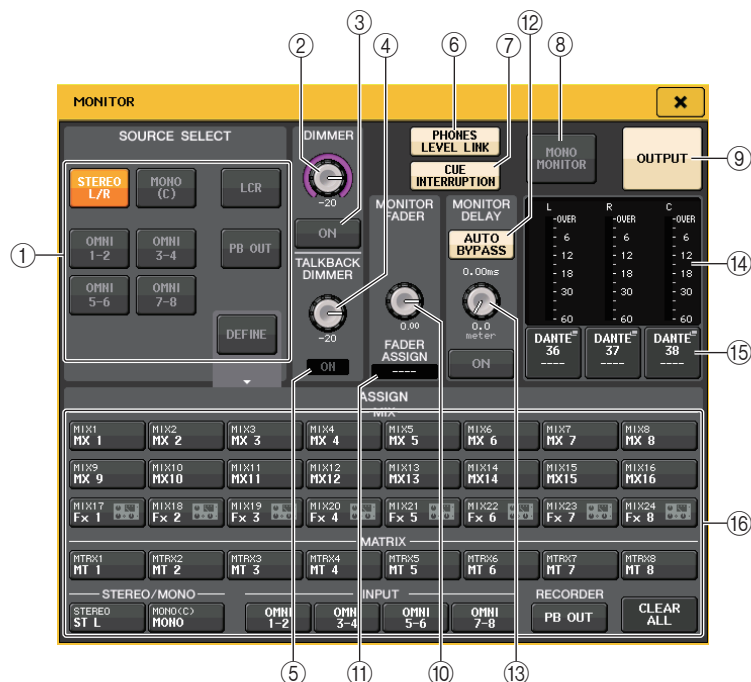 ② ③ ④ ⑥ ⑦ ⑫ ⑧
MONITOR
SOURCE SELECT
STEREO L/R
MONO (C)
LCR
OMNI 1-2
OMNI 3-4
PB OUT
OMNI 5-6
OMNI 7-8
DEFINE
①
DIMMER
-20
ON
TALKBACK DIMMER
-20
ON
PHONES LEVEL LINK
CUE INTERRUPTION
MONITOR FADER
0.00
FADER ASSIGN
----
MONITOR DELAY
AUTO BYPASS
0.00ms
0.0
meter
ON
MONO MONITOR
OUTPUT
⑨
L R C
-OVER -OVER -OVER
- 6 - 6 - 6
- 12 - 12 - 12
- 18 - 18 - 18
- 30 - 30 - 30
- 60 - 60 - 60
⑭
DANTE 36 ----
DANTE 37 ----
DANTE 38 ----
⑮
ASSIGN
MIX
MIX1 MX 1
MIX2 MX 2
MIX3 MX 3
MIX4 MX 4
MIX5 MX 5
MIX6 MX 6
MIX7 MX 7
MIX8 MX 8
MIX9 MX 9
MIX10 MX10
MIX11 MX11
MIX12 MX12
MIX13 MX13
MIX14 MX14
MIX15 MX15
MIX16 MX16
MIX17 Fx 1
MIX18 Fx 2
MIX19 Fx 3
MIX20 Fx 4
MIX21 Fx 5
MIX22 Fx 6
MIX23 Fx 7
MIX24 Fx 8
⑯
MATRIX
MTRX1 MT 1
MTRX2 MT 2
MTRX3 MT 3
MTRX4 MT 4
MTRX5 MT 5
MTRX6 MT 6
MTRX7 MT 7
MTRX8 MT 8
STEREO/MONO
STEREO ST L
MONO(C) MONO
INPUT
OMNI 1-2
OMNI 3-4
OMNI 5-6
OMNI 7-8
RECORDER
PB OUT
CLEAR ALL
⑤ ⑪ ⑩ ⑬